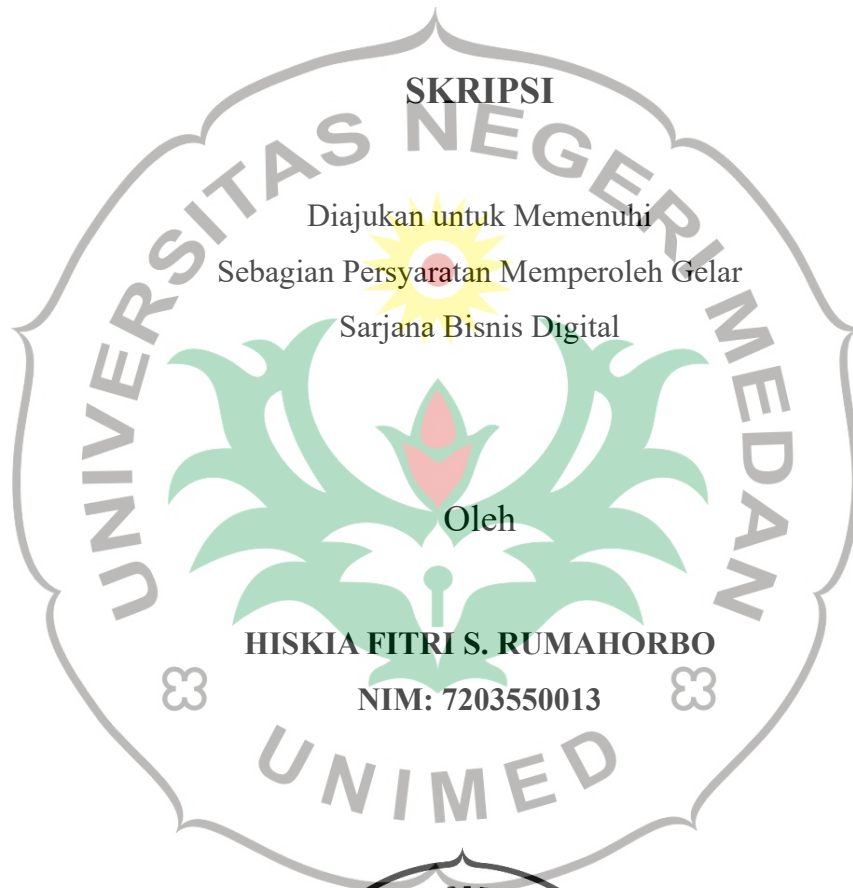 SKRIPSI
UNIVERSITAS NEGERI MEDAN
Diajukan untuk Memenuhi
Sebagian Persyaratan Memperoleh Gelar
Sarjana Bisnis Digital
Oleh
HISKIA FITRI S. RUMAHORBO
NIM: 7203550013
UNIMED